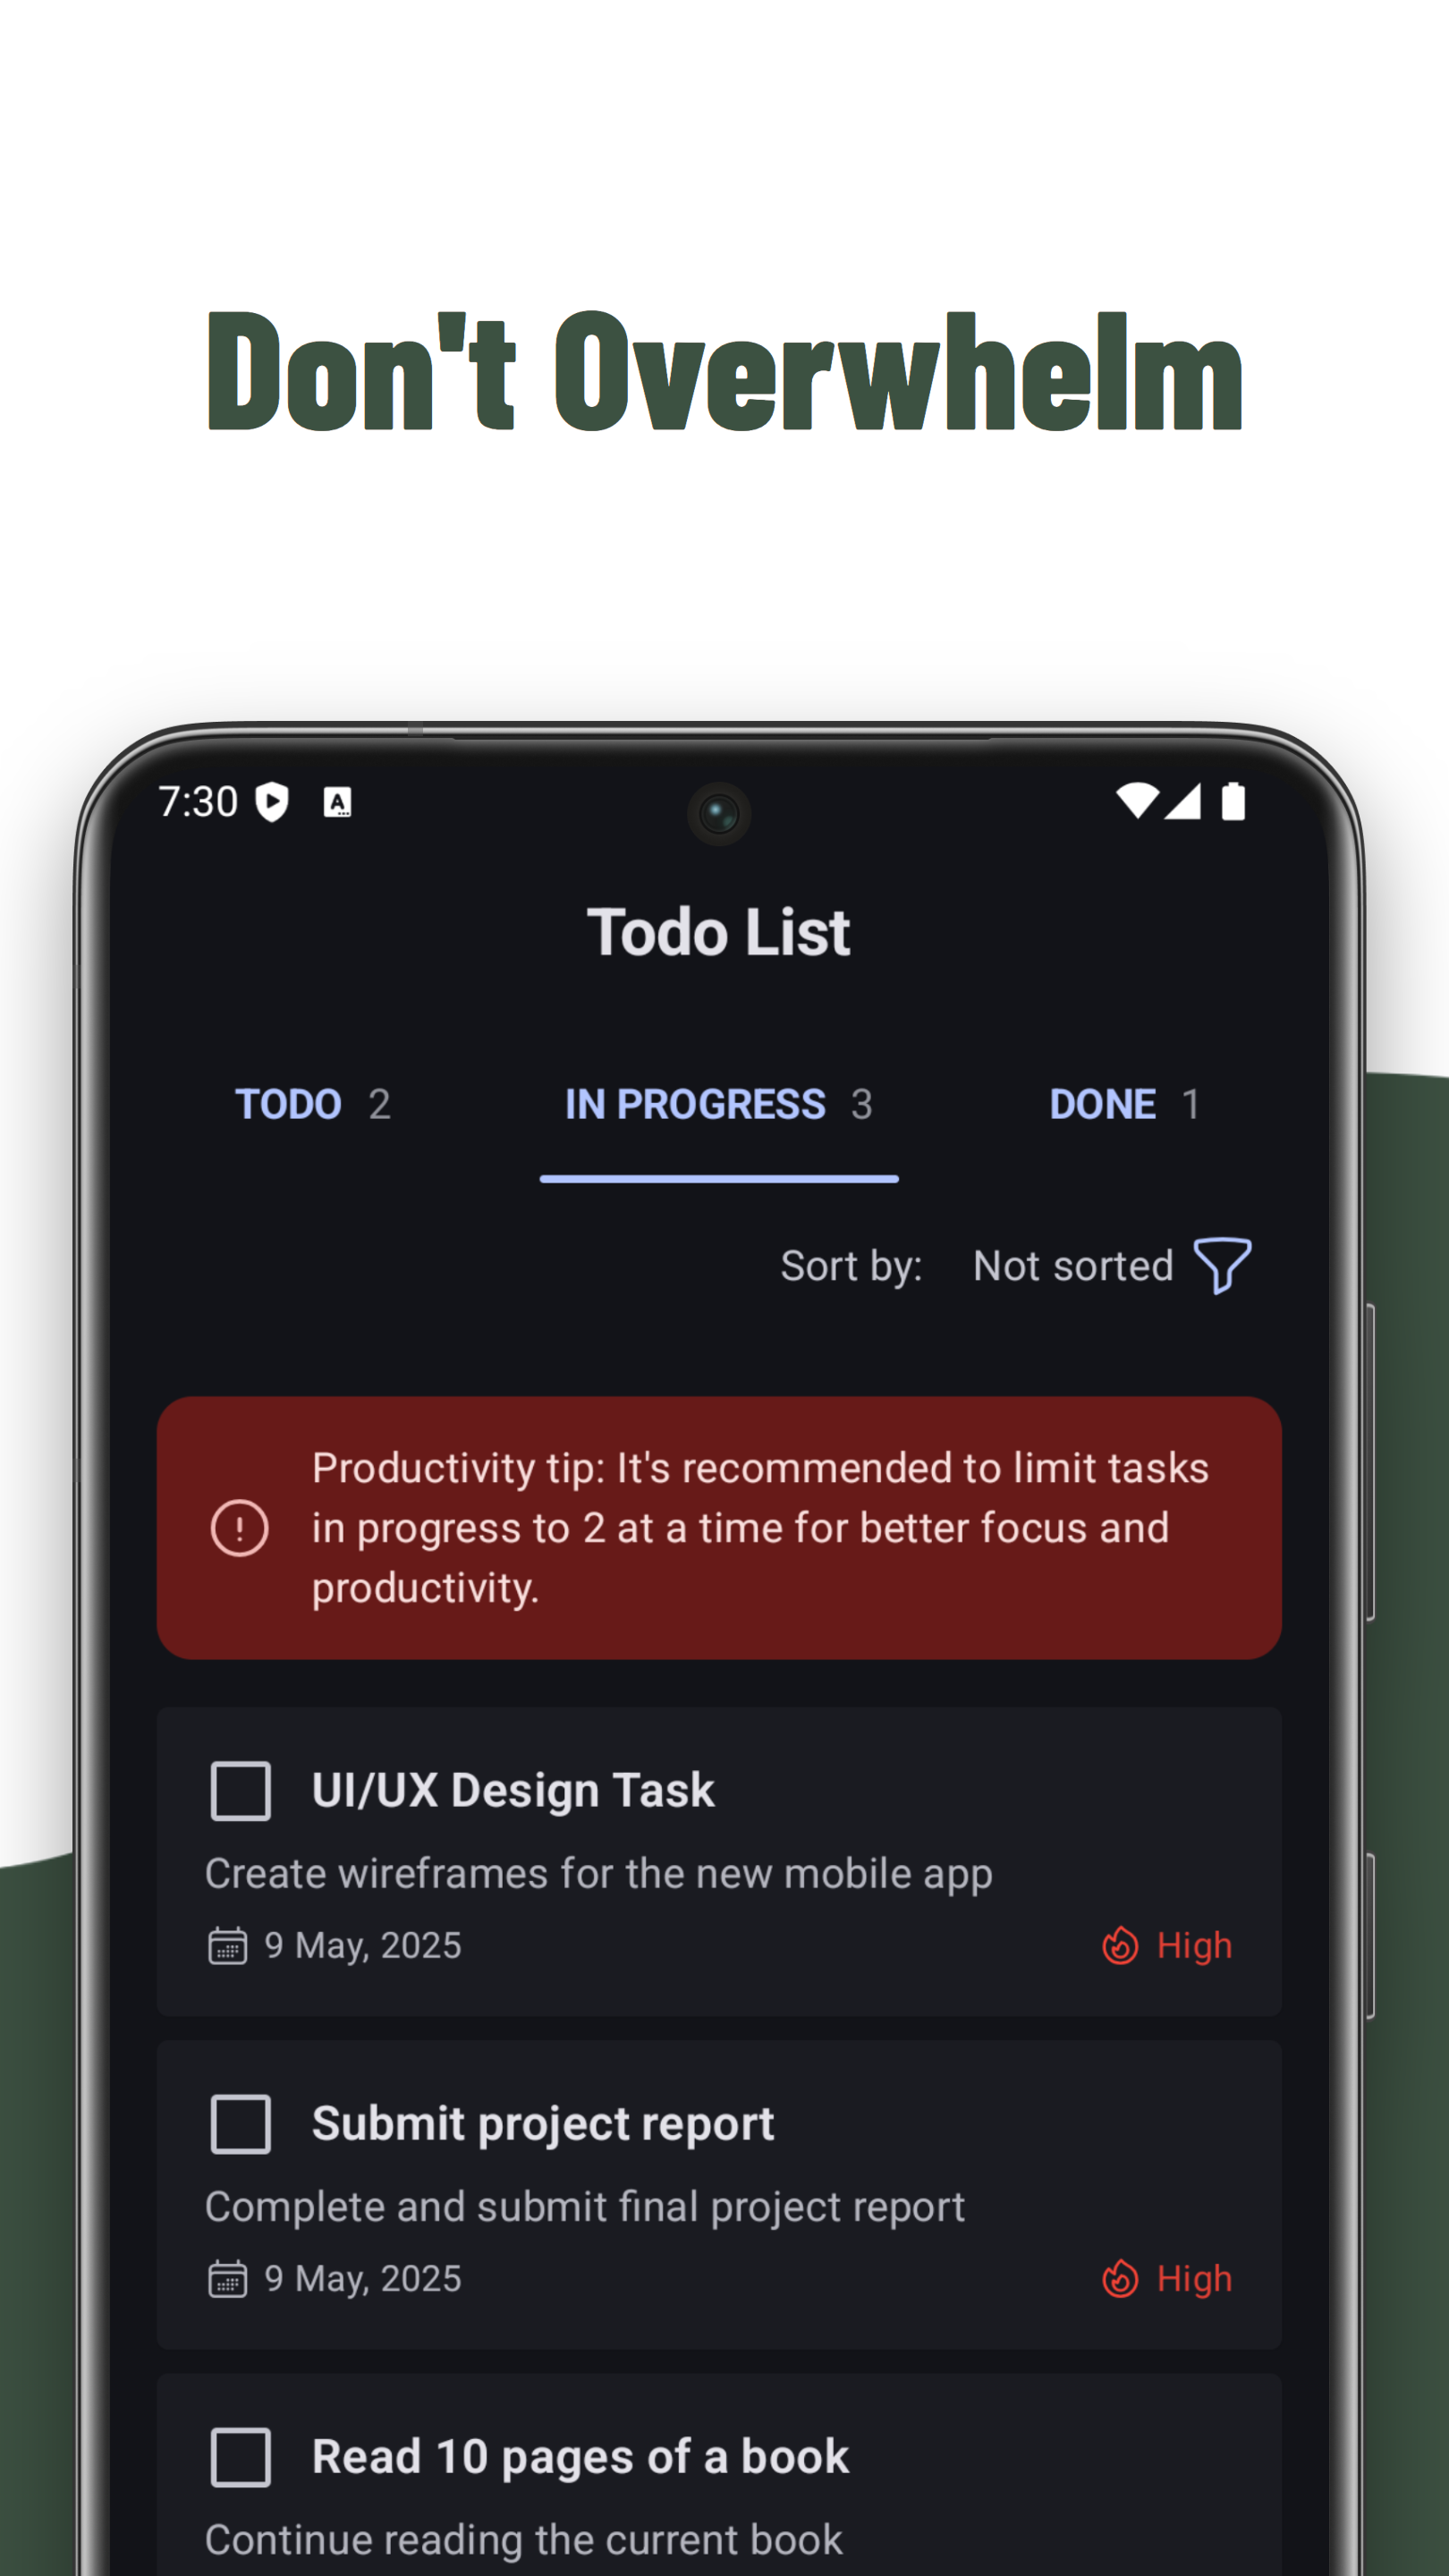 Don't Overwhelm
7:30
Todo List
TODO 2 IN PROGRESS 3 DONE 1
Sort by: Not sorted
Productivity tip: It's recommended to limit tasks
in progress to 2 at a time for better focus and
productivity.
UI/UX Design Task
Create wireframes for the new mobile app
9 May, 2025 High
Submit project report
Complete and submit final project report
9 May, 2025 High
Read 10 pages of a book
Continue reading the current book